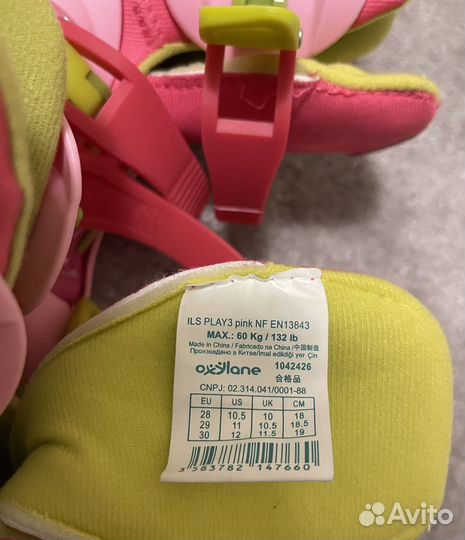 ILS PLAY3 pink NF EN13843
MAX.: 60 Kg / 132 lb
Made in China / Fabricado na China / 中国制造
Произведено в Китае/Imal edildiği yer Çin
oxylane 1042426
合格品
CNPJ: 02.314.041/0001-88
EU US UK CM
28 10.5 10 18
29 11 10.5 18.5
30 12 11.5 19
3 583782 147660
Avito